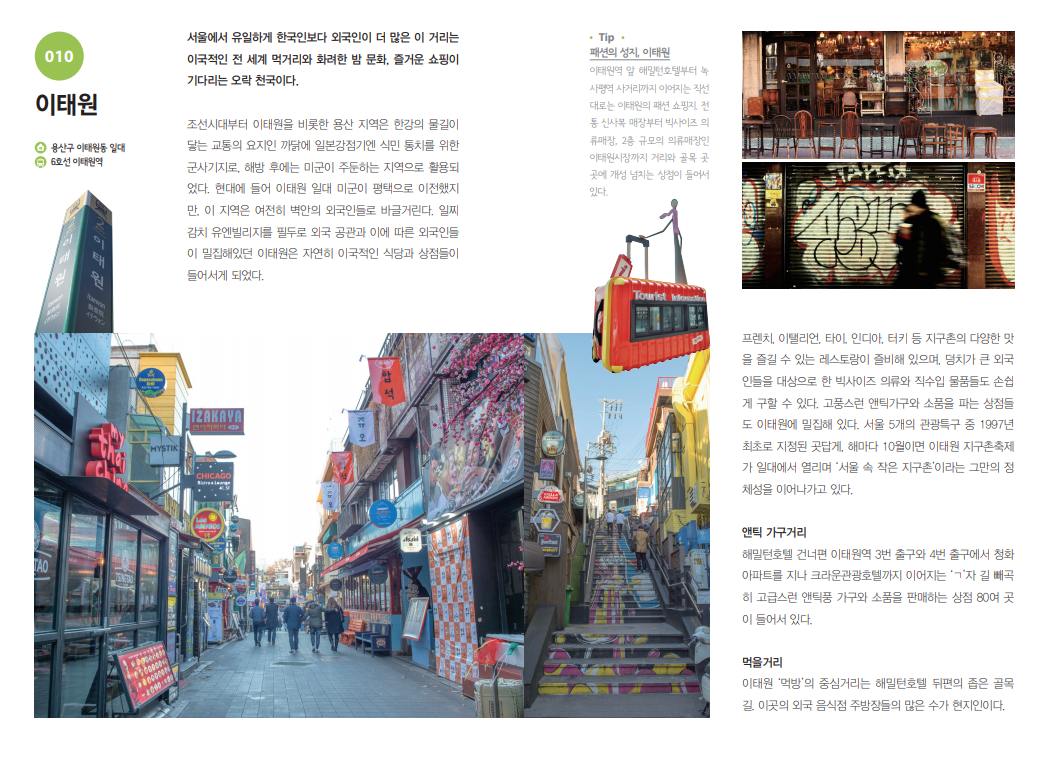 010
이태원
용산구 이태원동 일대
6호선 이태원역
서울에서 유일하게 한국인보다 외국인이 더 많은 이 거리는
이국적인 전 세계 먹거리와 화려한 밤 문화, 즐거운 쇼핑이
기다리는 오락 천국이다.
조선시대부터 이태원을 비롯한 용산 지역은 한강의 물길이
닿는 교통의 요지인 까닭에 일본강점기엔 식민 통치를 위한
군사기지로, 해방 후에는 미군이 주둔하는 지역으로 활용되
었다. 현대에 들어 이태원 일대 미군이 평택으로 이전했지
만, 이 지역은 여전히 벽안의 외국인들로 바글거린다. 일찌
감치 유엔빌리지를 필두로 외국 공관과 이에 따른 외국인들
이 밀집해있던 이태원은 자연히 이국적인 식당과 상점들이
들어서게 되었다.
• Tip •
패션의 성지, 이태원
이태원역 앞 해밀턴호텔부터 녹
사평역 사거리까지 이어지는 직선
대로는 이태원의 패션 쇼핑지. 전
통 신사복 매장부터 빅사이즈 의
류매장, 2층 규모의 의류매장인
이태원시장까지 거리와 골목 곳
곳에 개성 넘치는 상점이 들어서
있다.
이태원
Tourist Information
IZAKAYA
MYSTIK
CHICAGO
Los Amigos
프렌치, 이탤리언, 타이, 인디아, 터키 등 지구촌의 다양한 맛
을 즐길 수 있는 레스토랑이 즐비해 있으며, 덩치가 큰 외국
인들을 대상으로 한 빅사이즈 의류와 직수입 물품들도 손쉽
게 구할 수 있다. 고풍스런 앤틱가구와 소품을 파는 상점들
도 이태원에 밀집해 있다. 서울 5개의 관광특구 중 1997년
최초로 지정된 곳답게, 해마다 10월이면 이태원 지구촌축제
가 일대에서 열리며 ‘서울 속 작은 지구촌’이라는 그만의 정
체성을 이어나가고 있다.
앤틱 가구거리
해밀턴호텔 건너편 이태원역 3번 출구와 4번 출구에서 청화
아파트를 지나 크라운관광호텔까지 이어지는 ‘ㄱ’자 길 빼곡
히 고급스런 앤틱풍 가구와 소품을 판매하는 상점 80여 곳
이 들어서 있다.
먹을거리
이태원 ‘먹방’의 중심거리는 해밀턴호텔 뒤편의 좁은 골목
길. 이곳의 외국 음식점 주방장들의 많은 수가 현지인이다.